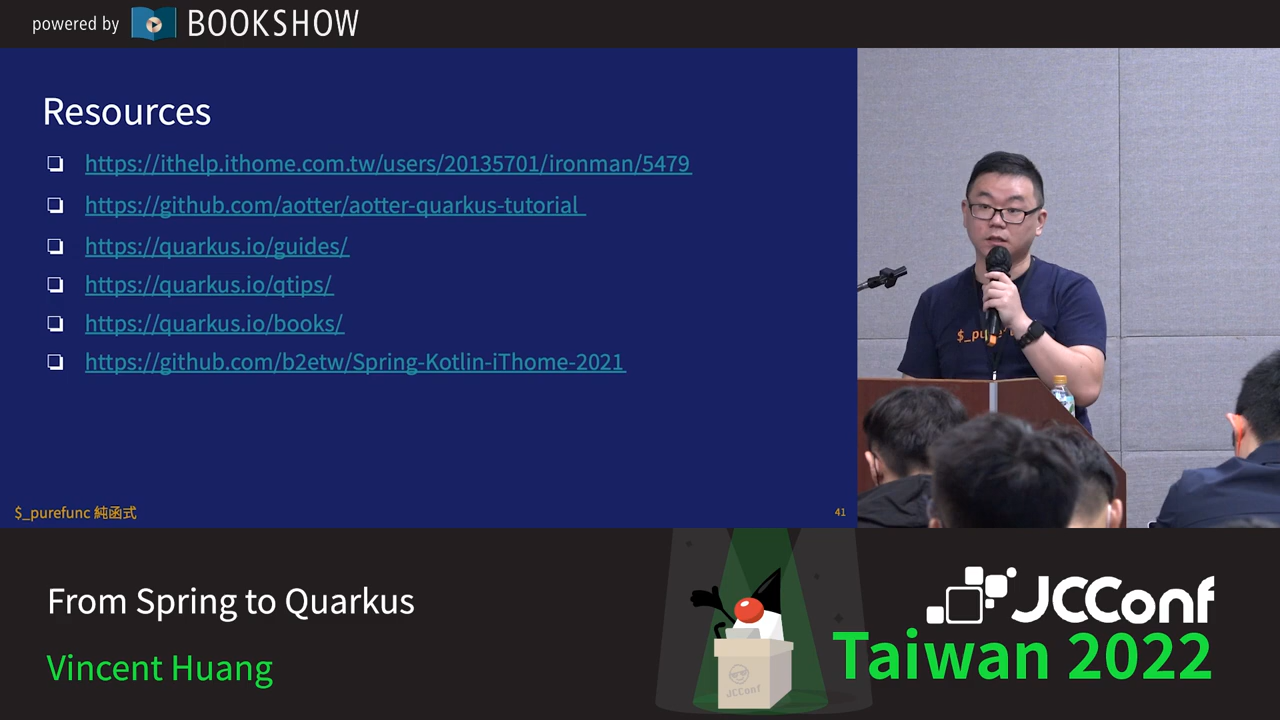 powered by BOOKSHOW
Resources
https://ithelp.ithome.com.tw/users/20135701/ironman/5479
https://github.com/aotter/aotter-quarkus-tutorial
https://quarkus.io/guides/
https://quarkus.io/qtips/
https://quarkus.io/books/
https://github.com/b2etw/Spring-Kotlin-iThome-2021
$_purefunc 純函式
41
From Spring to Quarkus
Vincent Huang
JCConf
JCConf
Taiwan 2022